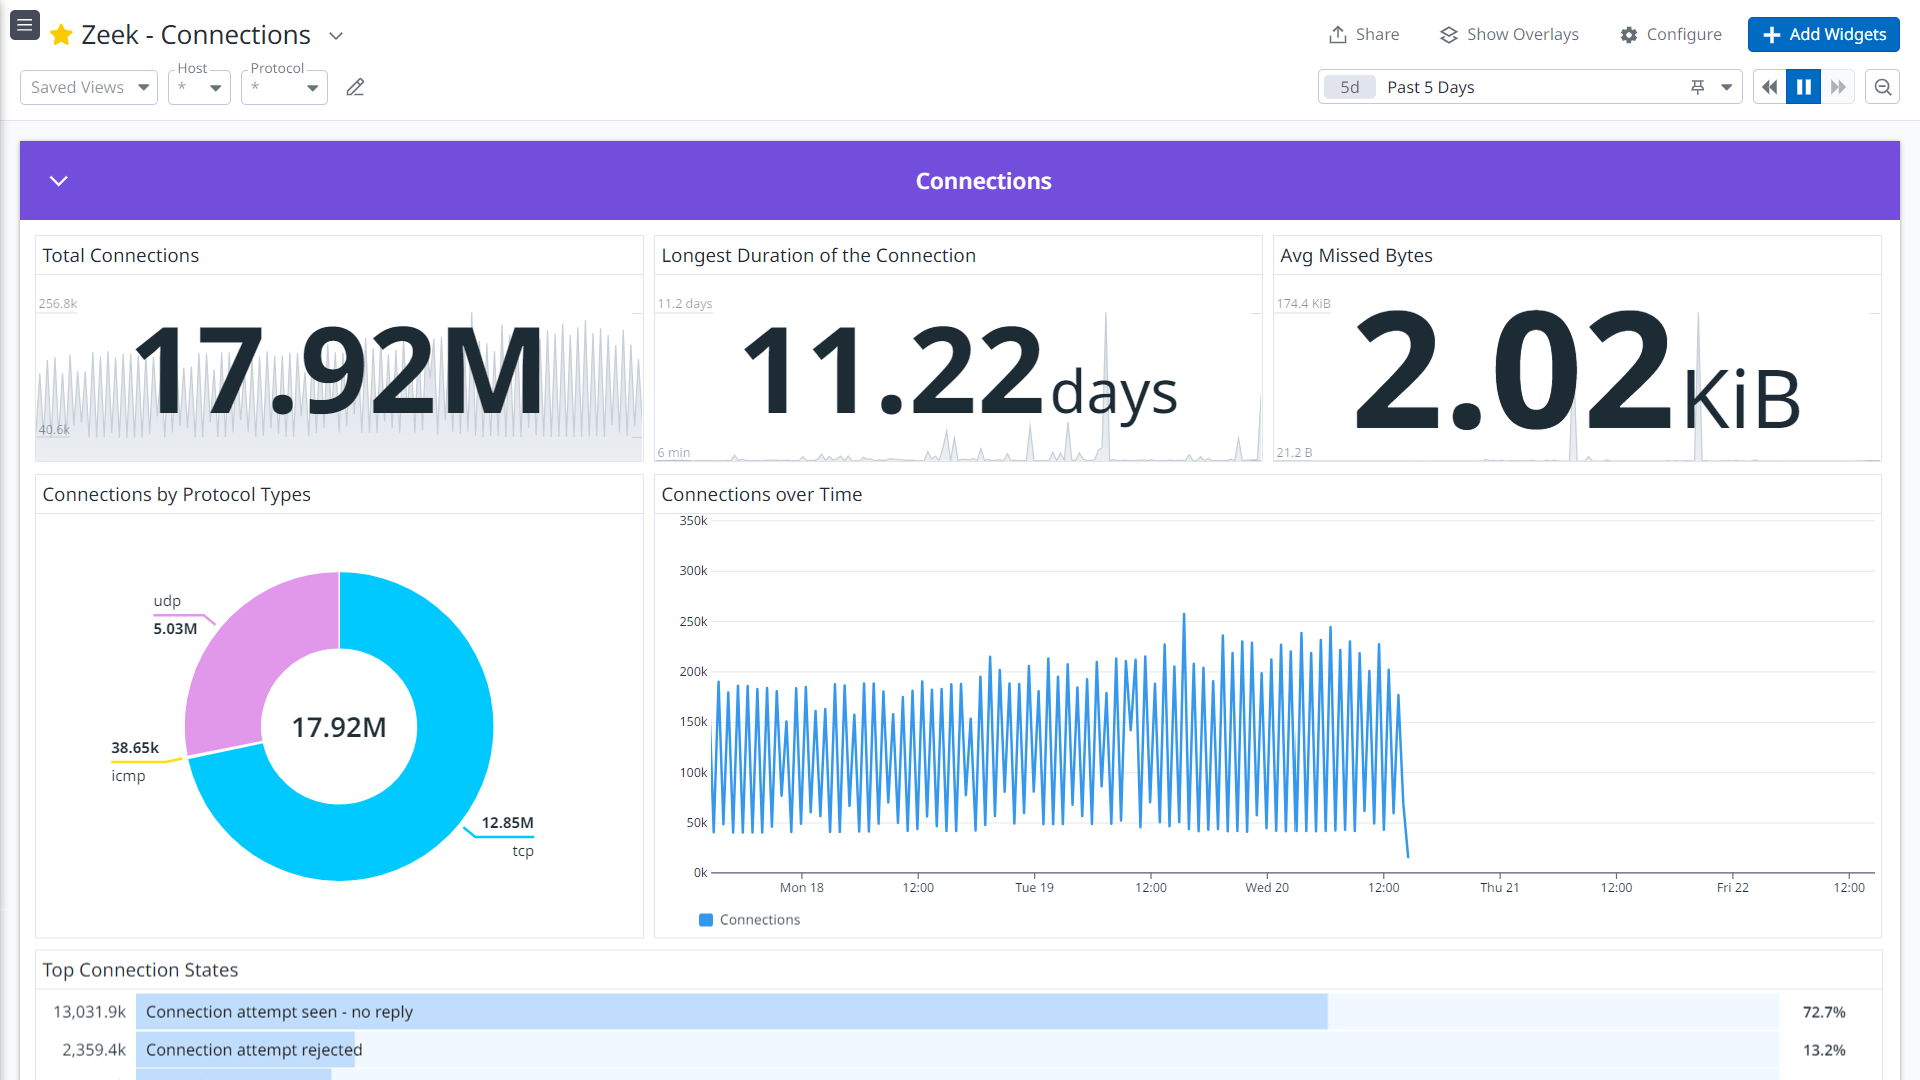 Zeek - Connections
Share
Show Overlays
Configure
Add Widgets
Saved Views
Host
*
Protocol
*
5d
Past 5 Days
Connections
Total Connections
256.8k
17.92M
40.6k
Longest Duration of the Connection
11.2 days
11.22 days
6 min
Avg Missed Bytes
174.4 KiB
2.02 KiB
21.2 B
Connections by Protocol Types
udp
5.03M
17.92M
38.65k
icmp
12.85M
tcp
Connections over Time
350k
300k
250k
200k
150k
100k
50k
0k
Mon 18 12:00 Tue 19 12:00 Wed 20 12:00 Thu 21 12:00 Fri 22 12:00
Connections
Top Connection States
13,031.9k Connection attempt seen - no reply 72.7%
2,359.4k Connection attempt rejected 13.2%